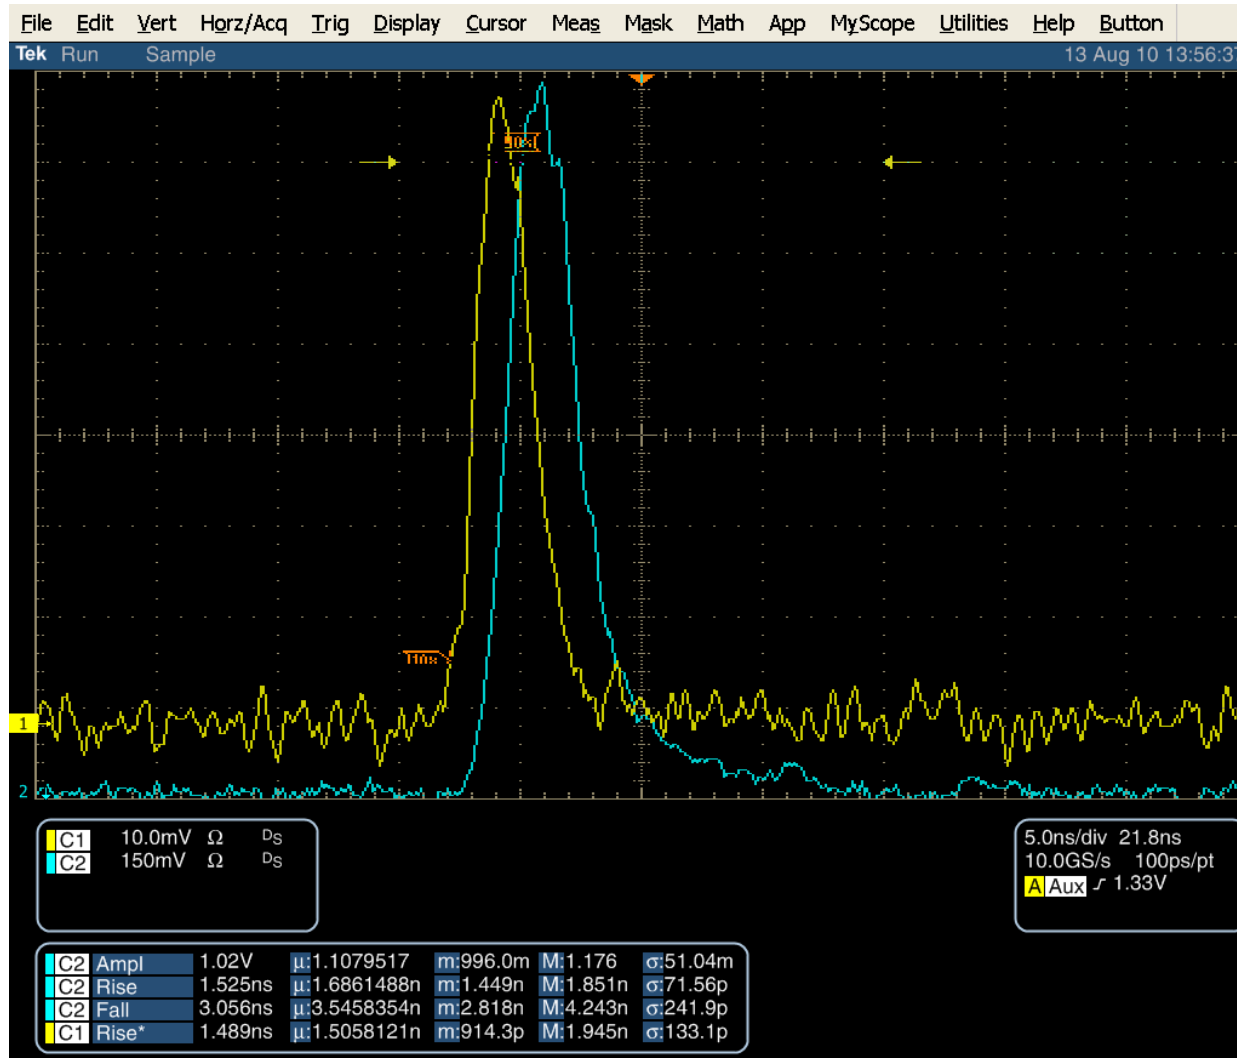 File Edit Vert Horz/Acq Trig Display Cursor Meas Mask Math App MyScope Utilities Help Button
Tek Run Sample 13 Aug 10 13:56:37
1
2
C1 10.0mV Ω Ds
C2 150mV Ω Ds
5.0ns/div 21.8ns
10.0GS/s 100ps/pt
A Aux 1.33V
C2 Ampl 1.02V μ:1.1079517 m:996.0m M:1.176 σ:51.04m
C2 Rise 1.525ns μ:1.6861488n m:1.449n M:1.851n σ:71.56p
C2 Fall 3.056ns μ:3.5458354n m:2.818n M:4.243n σ:241.9p
C1 Rise* 1.489ns μ:1.5058121n m:914.3p M:1.945n σ:133.1p